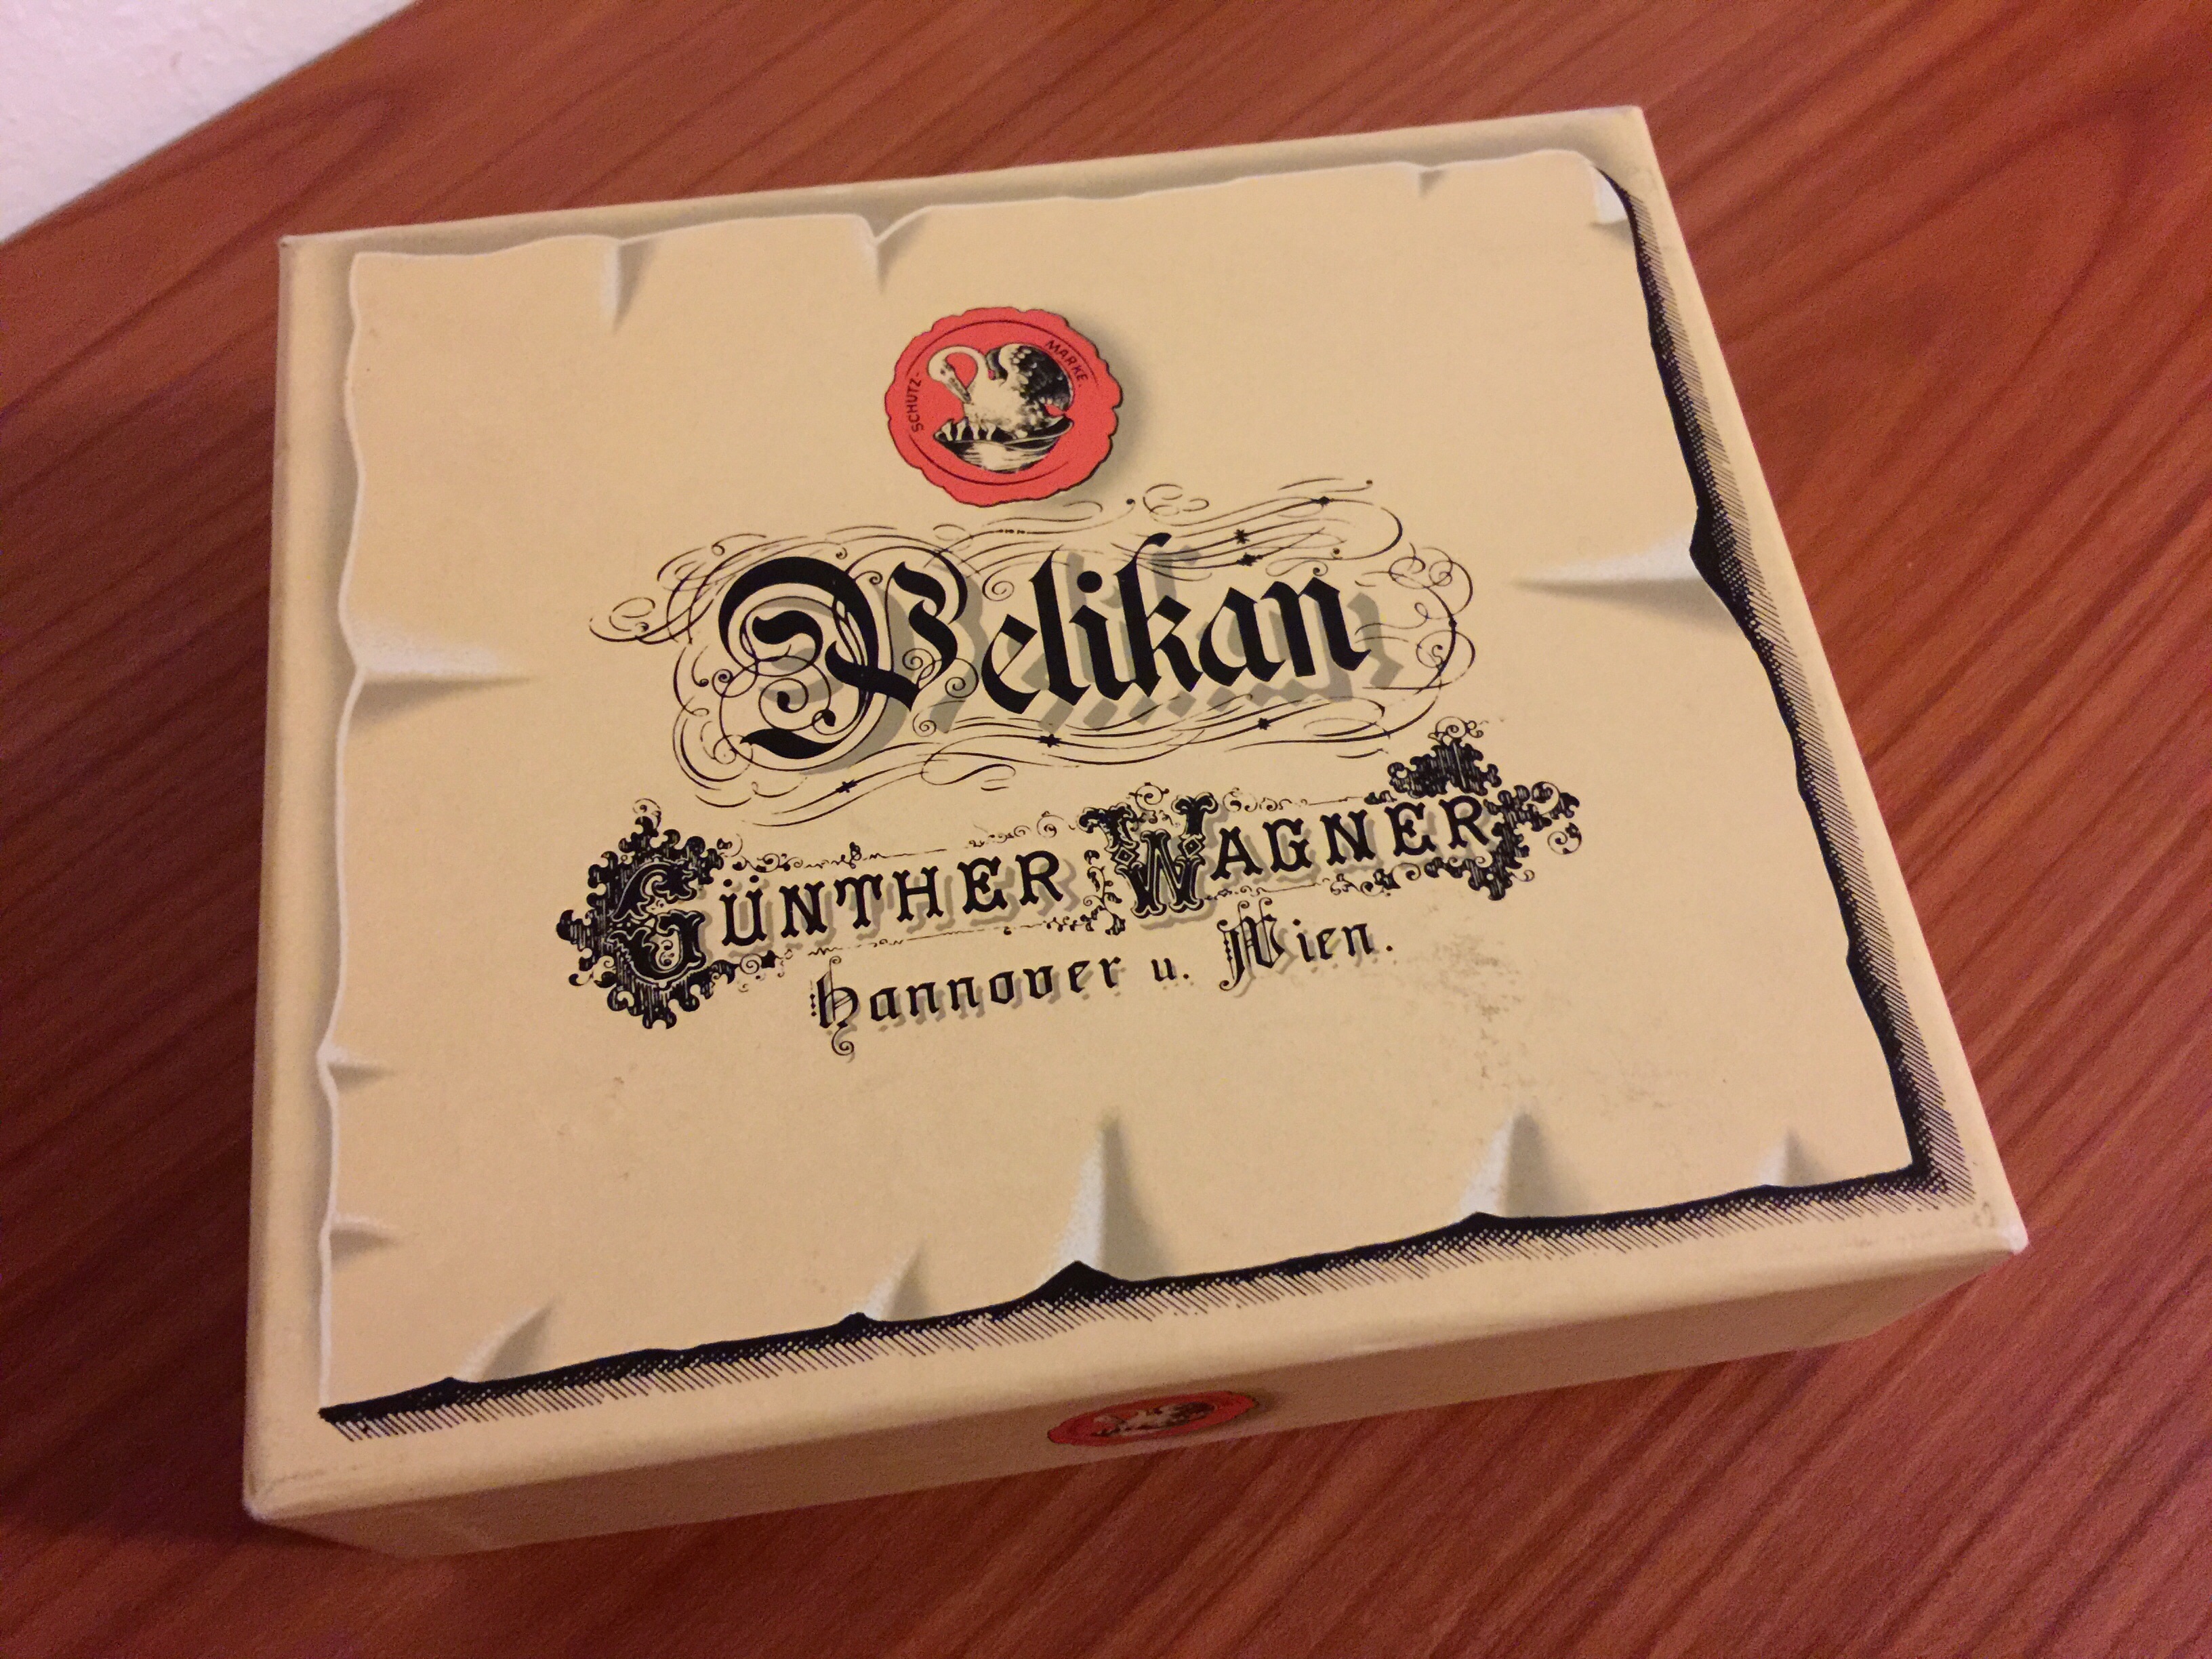 SCHUTZ- MARKE.
Pelikan
GÜNTHER WAGNER
Hannover u. Wien.